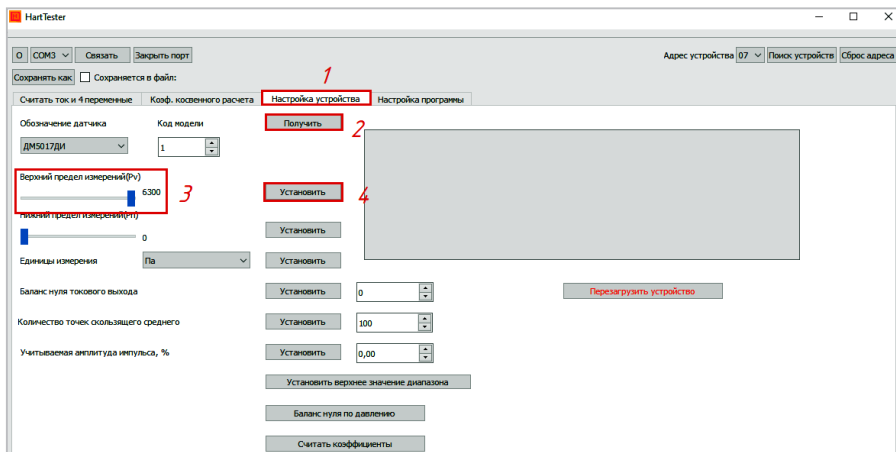 HartTester
О COM3 Связать Закрыть порт Адрес устройства 07 Поиск устройств Сброс адреса
Сохранять как Сохраняется в файл:
1
Считать ток и 4 переменные Коэф. косвенного расчета Настройка устройства Настройка программы
Обозначение датчика Код модели Получить 2
ДМ5017ДИ 1
Верхний предел измерений(Рv)
6300 3 Установить 4
Нижний предел измерений(Рn)
0 Установить
Единицы измерения Па Установить
Баланс нуля токового выхода Установить 0 Перезагрузить устройство
Количество точек скользящего среднего Установить 100
Учитываемая амплитуда импульса, % Установить 0,00
Установить верхнее значение диапазона
Баланс нуля по давлению
Считать коэффициенты